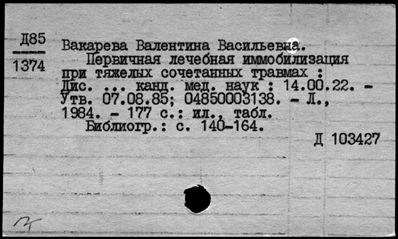 Д85
1374
Вакарева Валентина Васильевна.
Первичная лечебная иммобилизация
при тяжелых сочетанных травмах :
Дис. ... канд. мед. наук : 14.00.22. -
Утв. 07.08.85; 04850003138. - Л.,
1984. - 177 с.: ил., табл.
Библиогр.: с. 140-164.
Д 103427